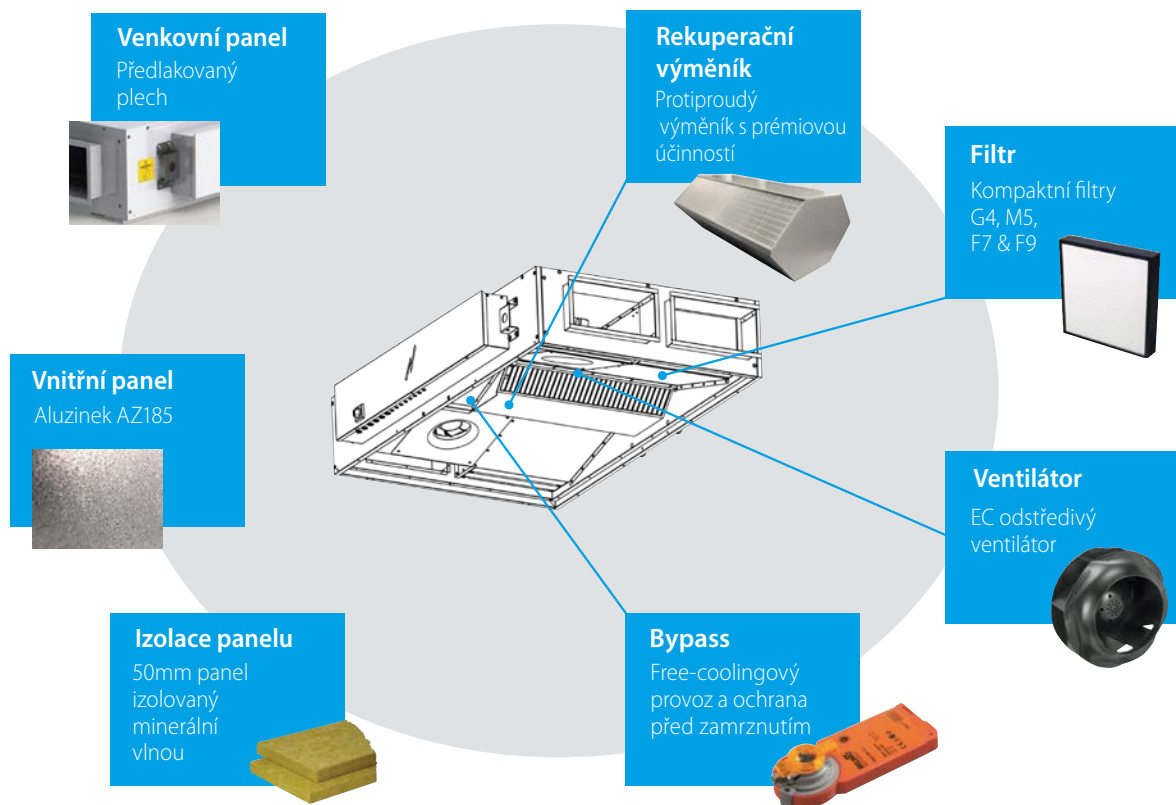 Venkovní panel
Předlakovaný
plech
Rekuperační
výměník
Protiproudý
výměník s prémiovou
účinností
Filtr
Kompaktní filtry
G4, M5,
F7 & F9
Vnitřní panel
Aluzinek AZ185
Ventilátor
EC odstředivý
ventilátor
Izolace panelu
50mm panel
izolovaný
minerální
vlnou
Bypass
Free-coolingový
provoz a ochrana
před zamrznutím